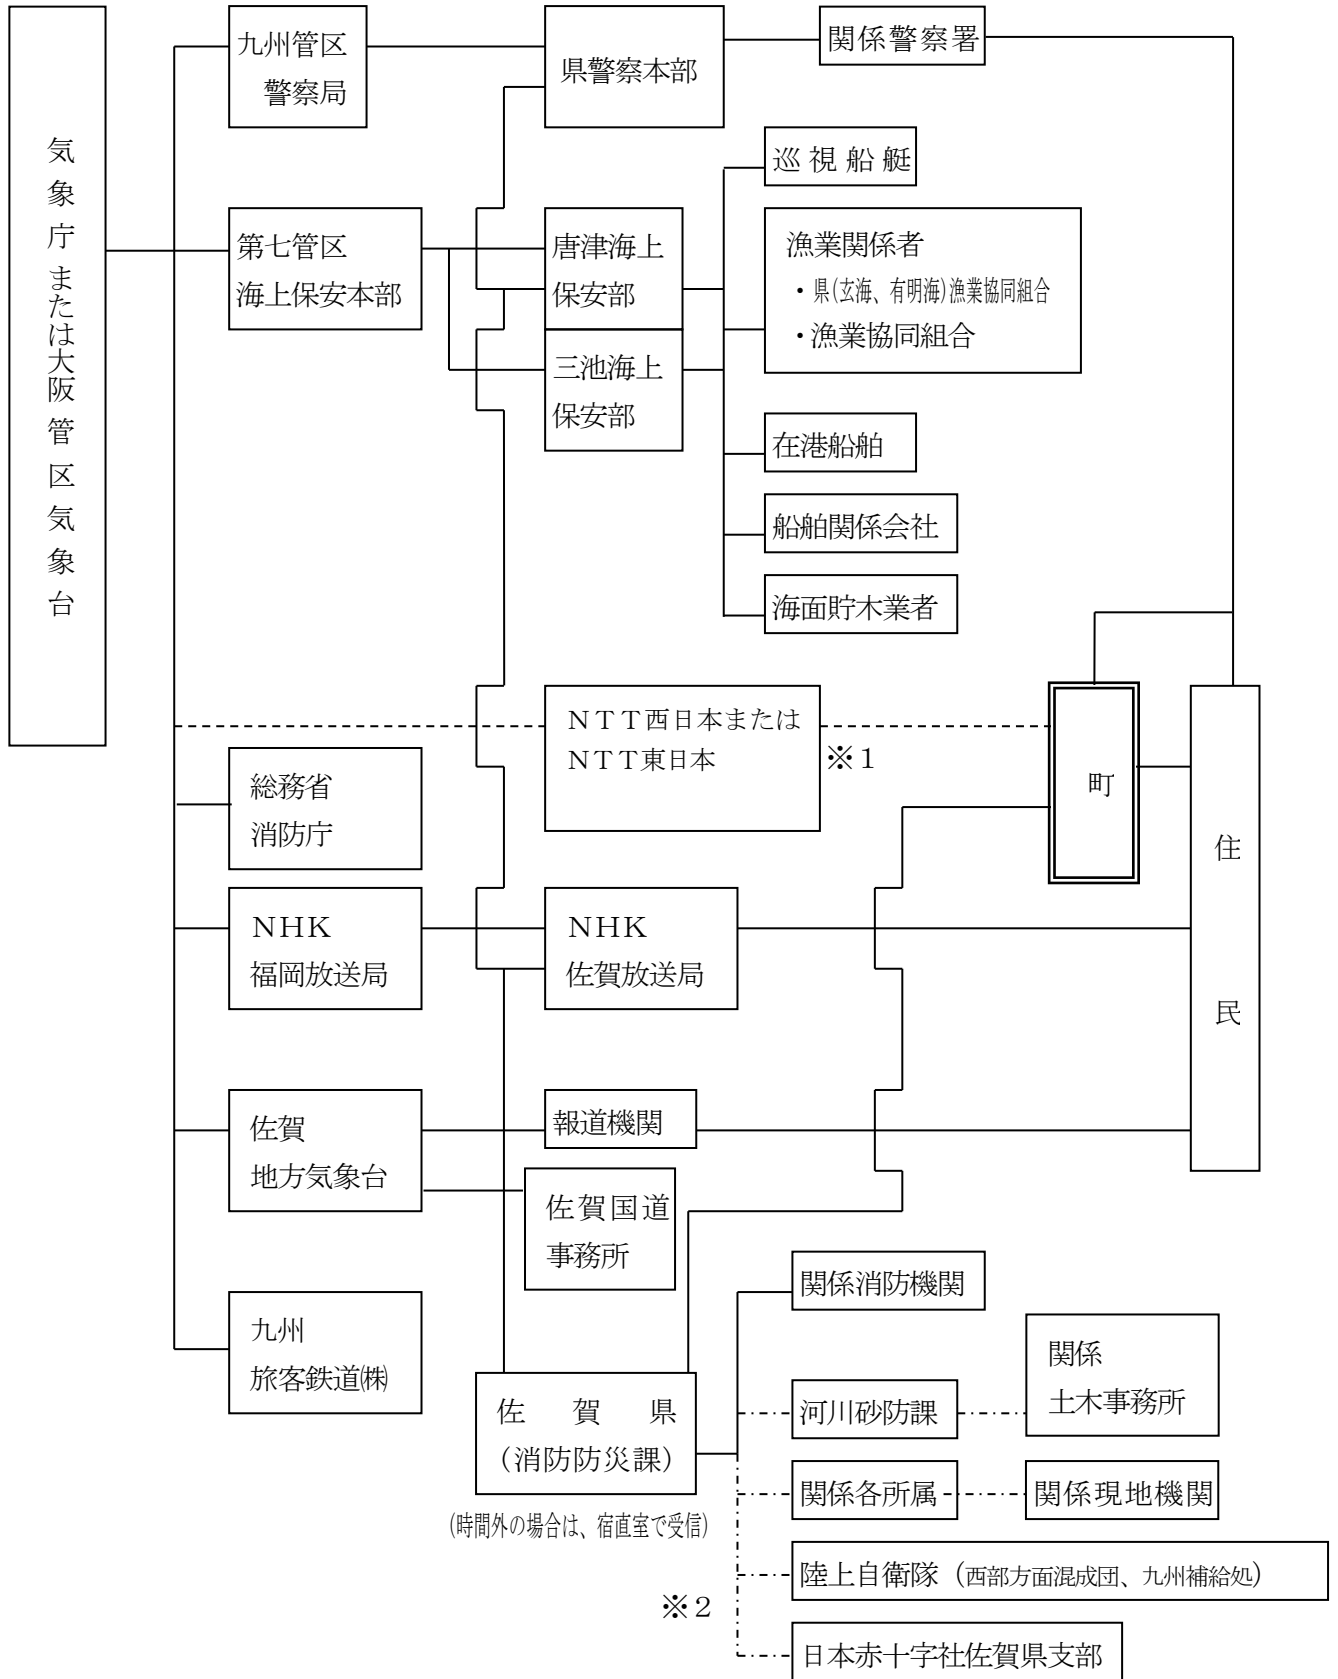 気象庁または大阪管区気象台
九州管区
警察局
県警察本部
関係警察署
巡視船艇
第七管区
海上保安本部
唐津海上
保安部
三池海上
保安部
漁業関係者
・県(玄海、有明海)漁業協同組合
・漁業協同組合
在港船舶
船舶関係会社
海面貯木業者
NTT西日本または
NTT東日本
※1
町
住民
総務省
消防庁
NHK
福岡放送局
NHK
佐賀放送局
佐賀
地方気象台
報道機関
佐賀国道
事務所
九州
旅客鉄道㈱
佐賀県
(消防防災課)
(時間外の場合は、宿直室で受信)
関係消防機関
河川砂防課
関係
土木事務所
関係各所属
関係現地機関
陸上自衛隊(西部方面混成団、九州補給処)
※2
日本赤十字社佐賀県支部